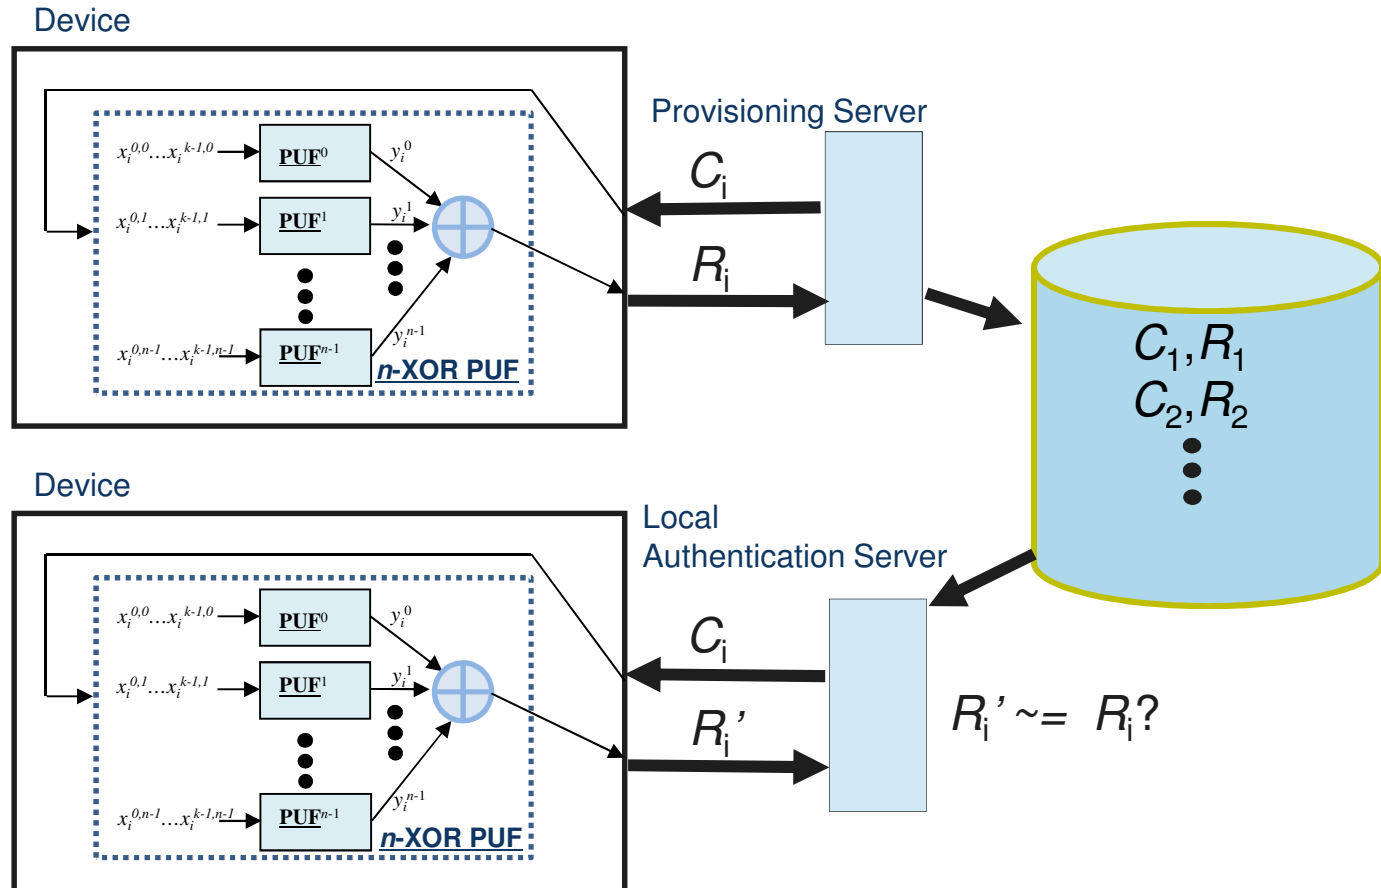 Device
Provisioning Server
x_i^{0,0}…x_i^{k-1,0}
PUF^0
y_i^0
x_i^{0,1}…x_i^{k-1,1}
PUF^1
y_i^1
x_i^{0,n-1}…x_i^{k-1,n-1}
PUF^{n-1}
y_i^{n-1}
n-XOR PUF
C_i
R_i
C_1,R_1
C_2,R_2
Device
Local
Authentication Server
x_i^{0,0}…x_i^{k-1,0}
PUF^0
y_i^0
x_i^{0,1}…x_i^{k-1,1}
PUF^1
y_i^1
x_i^{0,n-1}…x_i^{k-1,n-1}
PUF^{n-1}
y_i^{n-1}
n-XOR PUF
C_i
R_i’
R_i’ ~= R_i?